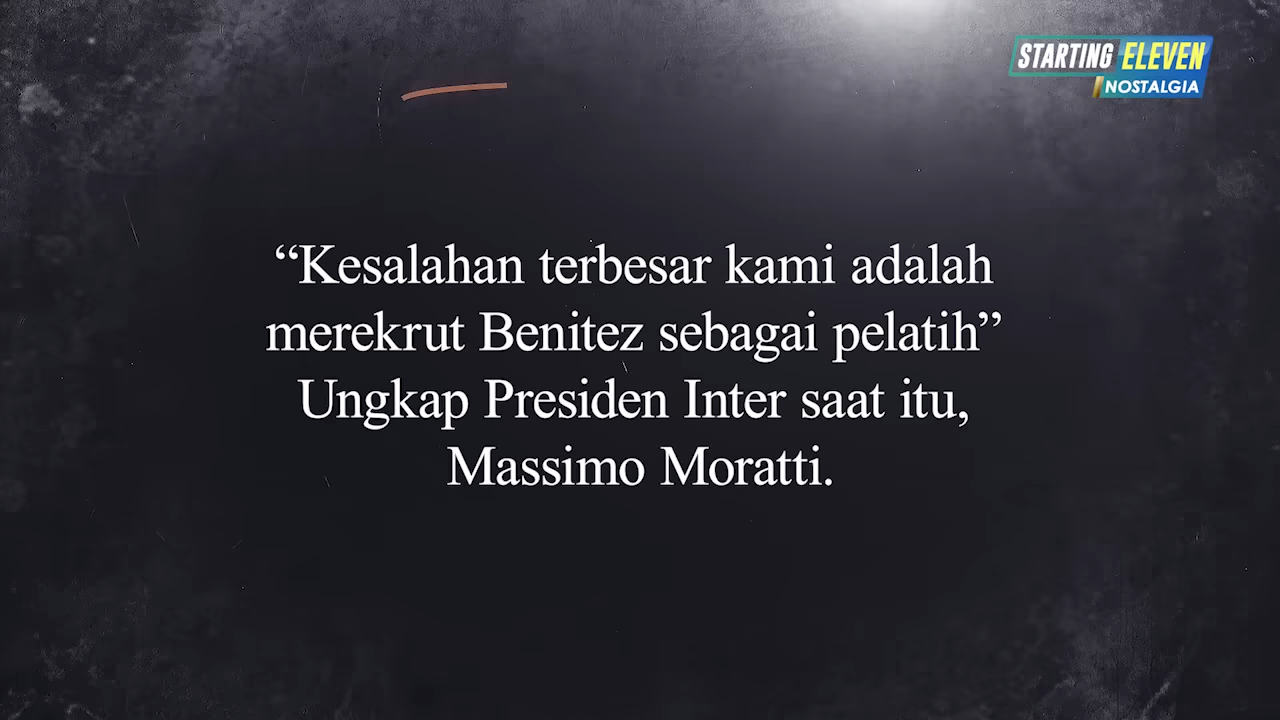 STARTING ELEVEN
NOSTALGIA
“Kesalahan terbesar kami adalah
merekrut Benitez sebagai pelatih”
Ungkap Presiden Inter saat itu,
Massimo Moratti.